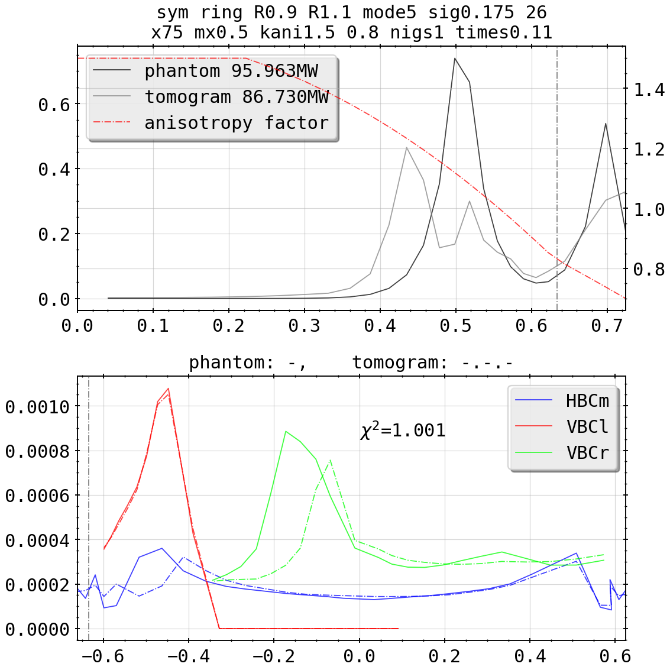 sym ring R0.9 R1.1 mode5 sig0.175 26
x75 mx0.5 kani1.5 0.8 nigs1 times0.11
phantom 95.963MW
tomogram 86.730MW
anisotropy factor
0.6
0.4
0.2
0.0
1.4
1.2
1.0
0.8
0.0 0.1 0.2 0.3 0.4 0.5 0.6 0.7
phantom: -, tomogram: -.-.-
HBCm
VBCl
VBCr
χ²=1.001
0.0010
0.0008
0.0006
0.0004
0.0002
0.0000
−0.6 −0.4 −0.2 0.0 0.2 0.4 0.6